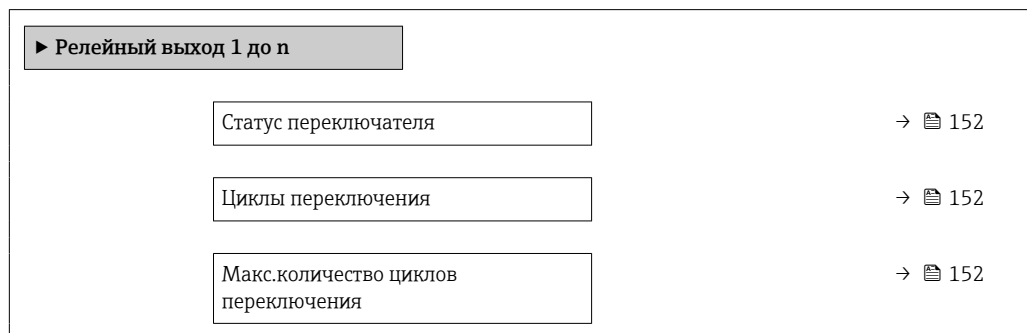 ▶ Релейный выход 1 до n
Статус переключателя → 152
Циклы переключения → 152
Макс.количество циклов → 152
переключения